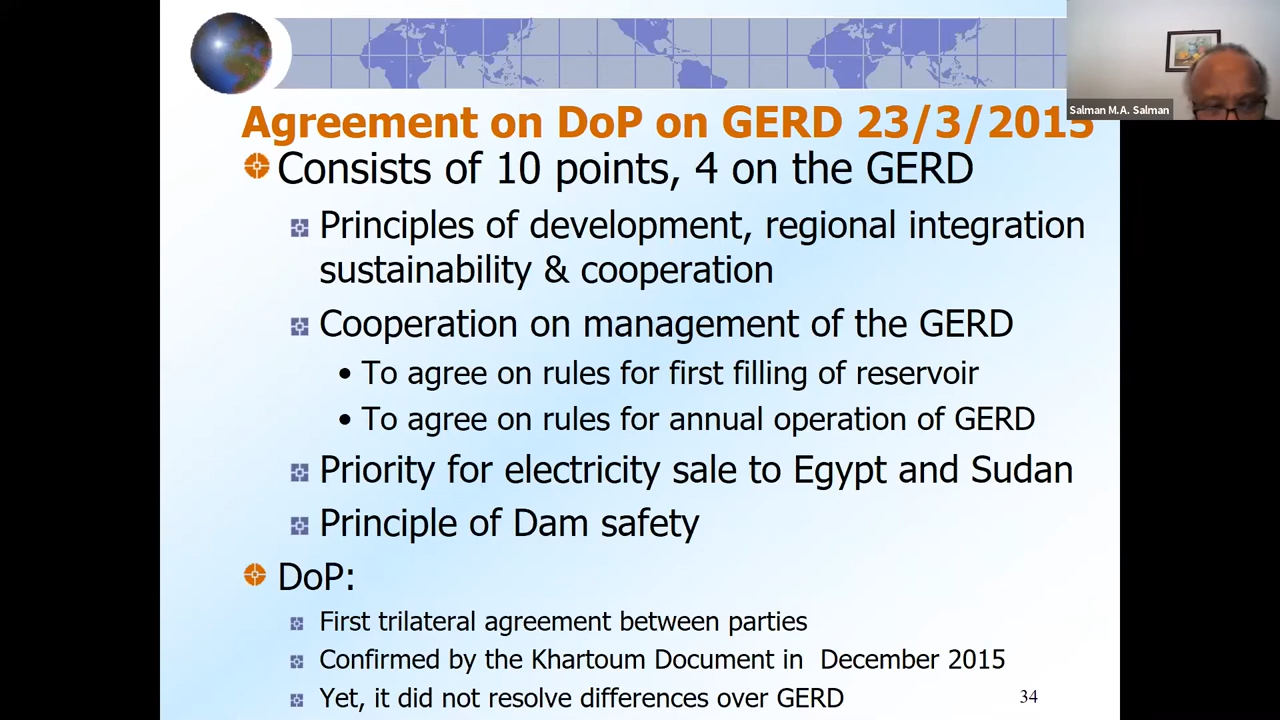 Salman M.A. Salman
Agreement on DoP on GERD 23/3/2015
Consists of 10 points, 4 on the GERD
Principles of development, regional integration
sustainability & cooperation
Cooperation on management of the GERD
• To agree on rules for first filling of reservoir
• To agree on rules for annual operation of GERD
Priority for electricity sale to Egypt and Sudan
Principle of Dam safety
DoP:
First trilateral agreement between parties
Confirmed by the Khartoum Document in December 2015
Yet, it did not resolve differences over GERD
34